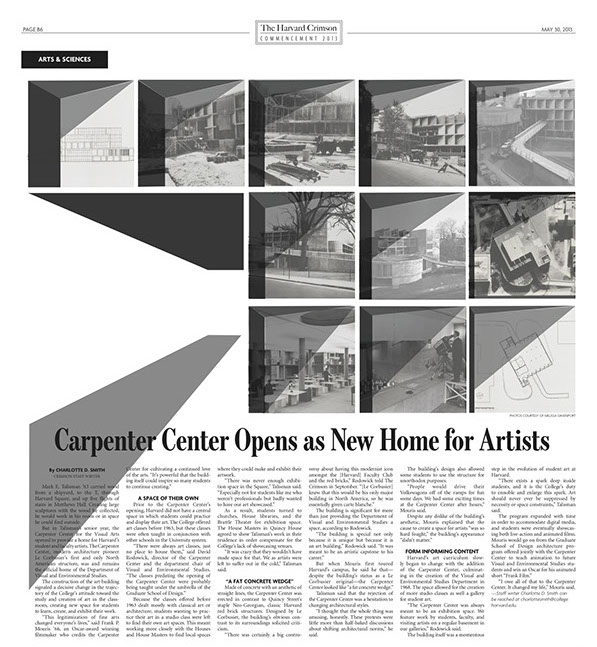 PAGE B6
The Harvard Crimson
COMMENCEMENT 2013
MAY 30, 2013
ARTS & SCIENCES
PHOTOS COURTESY OF MELISSA DAVENPORT
Carpenter Center Opens as New Home for Artists
By CHARLOTTE D. SMITH
CRIMSON STAFF WRITER
Mark E. Talisman '63 carried wood
from a shipyard, to the T, through
Harvard Square, and up five flights of
stairs in Matthews Hall. Creating large
sculptures with the wood he collected,
he would work in his room or in space
he could find outside.
But in Talisman's senior year, the
Carpenter Center for the Visual Arts
opened to provide a home for Harvard's
student and faculty artists. The Carpenter
Center, modern architecture pioneer
Le Corbusier's first and only North
American structure, was and remains
the official home of the Department of
Visual and Environmental Studies.
The construction of the art building
signaled a decisive change in the trajec-
tory of the College's attitude toward the
study and creation of art in the class-
room, creating new space for students
to learn, create, and exhibit their work.
"This legitimization of fine arts
changed everyone's lives," said Frank P.
Mouris '66, an Oscar-award winning
filmmaker who credits the Carpenter
Center for cultivating a continued love
of the arts. "It's powerful that the build-
ing itself could inspire so many students
to continue creating."
A SPACE OF THEIR OWN
Prior to the Carpenter Center's
opening, Harvard did not have a central
space in which students could practice
and display their art. The College offered
art classes before 1963, but these classes
were often taught in conjunction with
other schools in the University system.
"There were always art classes, just
no place to house them," said David
Rodowick, director of the Carpenter
Center and the department chair of
Visual and Environmental Studies.
"The classes predating the opening of
the Carpenter Center were probably
being taught under the umbrella of the
Graduate School of Design."
Because the classes offered before
1963 dealt mostly with classical art or
architecture, students wanting to prac-
tice their art in a studio class were left
to find their own art spaces. This meant
working more closely with the Houses
and House Masters to find local spaces
where they could make and exhibit their
artwork.
"There was never enough exhibi-
tion space in the Square," Talisman said.
"Especially not for students like me who
weren't professionals but badly wanted
to have our art showcased."
As a result, students turned to
churches, House libraries, and the
Brattle Theater for exhibition space.
The House Masters in Quincy House
agreed to show Talisman's work in their
residence in order compensate for the
College's lack of showcasing venues.
"It was crazy that they wouldn't have
made space for that. We as artists were
left to suffer out in the cold," Talisman
said.
"A FAT CONCRETE WEDGE"
Made of concrete with an aesthetic of
straight lines, the Carpenter Center was
erected in contrast to Quincy Street's
staple Neo-Georgian, classic Harvard
red brick structures. Designed by Le
Corbusier, the building's obvious con-
trast to its surroundings solicited criti-
cism.
"There was certainly a big contro-
versy about having this modernist icon
amongst the [Harvard] Faculty Club
and the red bricks," Rodowick told The
Crimson in September. "[Le Corbusier]
knew that this would be his only major
building in North America, so he was
essentially given carte blanche."
The building is significant for more
than just providing the Department of
Visual and Environmental Studies a
space, according to Rodowick.
"The building is special not only
because it is unique but because it is
an art building," Rodowick said. "It was
meant to be an artistic capstone to his
career."
But when Mouris first toured
Harvard's campus, he said he that—
despite the building's status as a Le
Corbusier original—the Carpenter
Center looked like "a fat concrete wedge."
Talisman said that the rejection of
the Carpenter Center was a hesitation to
changing architectural styles.
"I thought that the whole thing was
amusing, honestly. These protests were
little more than half-baked discussions
about shifting architectural norms," he
said.
The building's design also allowed
some students to use the structure for
unorthodox purposes.
"People would drive their
Volkswagens off of the ramps for fun
some days. We had some exciting times
at the Carpenter Center after hours,"
Mouris said.
Despite any dislike of the building's
aesthetic, Mouris explained that the
cause to create a space for artists "was so
hard fought," the building's appearance
"didn't matter."
FORM INFORMING CONTENT
Harvard's art curriculum slow-
ly began to change with the addition
of the Carpenter Center, culminat-
ing in the creation of the Visual and
Environmental Studies Department in
1968. The space allowed for the creation
of more studio classes as well a gallery
for student art.
"The Carpenter Center was always
meant to be an exhibition space. We
feature work by students, faculty, and
visiting artists on a regular basement in
our galleries," Rodowick said.
The building itself was a momentous
step in the evolution of student art at
Harvard.
"There exists a spark deep inside
students, and it is the College's duty
to ennoble and enlarge this spark. Art
should never ever be suppressed by
necessity or space constraints," Talisman
said.
The program expanded with time
in order to accommodate digital media,
and students were eventually showcas-
ing both live-action and animated films.
Mouris would go on from the Graduate
School of Design architecture pro-
gram offered jointly with the Carpenter
Center to teach animation to future
Visual and Environmental Studies stu-
dents and win an Oscar for his animated
short "Frank Film."
"I owe all of that to the Carpenter
Center. It changed my life," Mouris said.
—Staff writer Charlotte D. Smith can
be reached at charlottesmith@college.
harvard.edu.